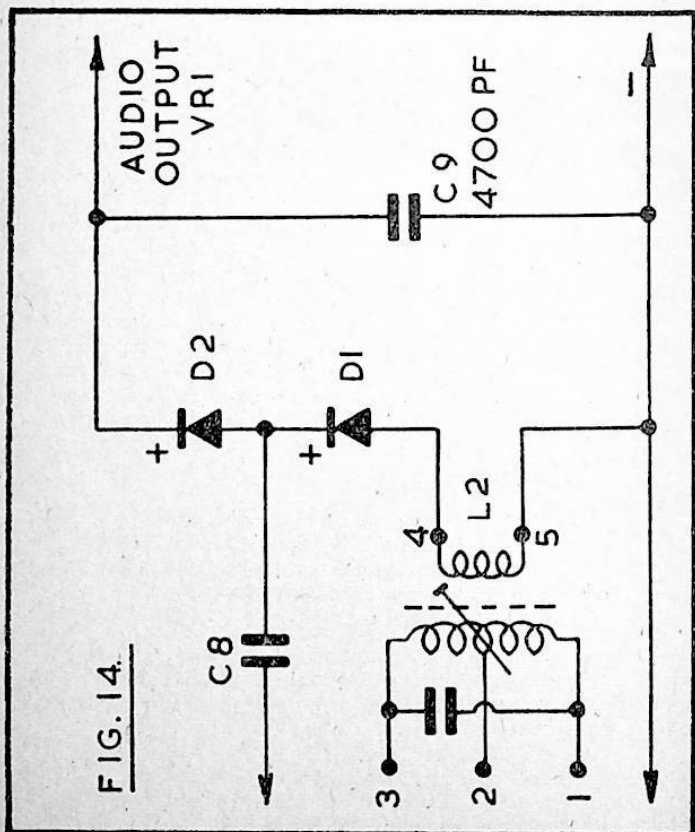 FIG. 14.
AUDIO
OUTPUT
VR1
–
D2
+
C9
4700 PF
D1
+
C8
4
L2
5
3
2
1